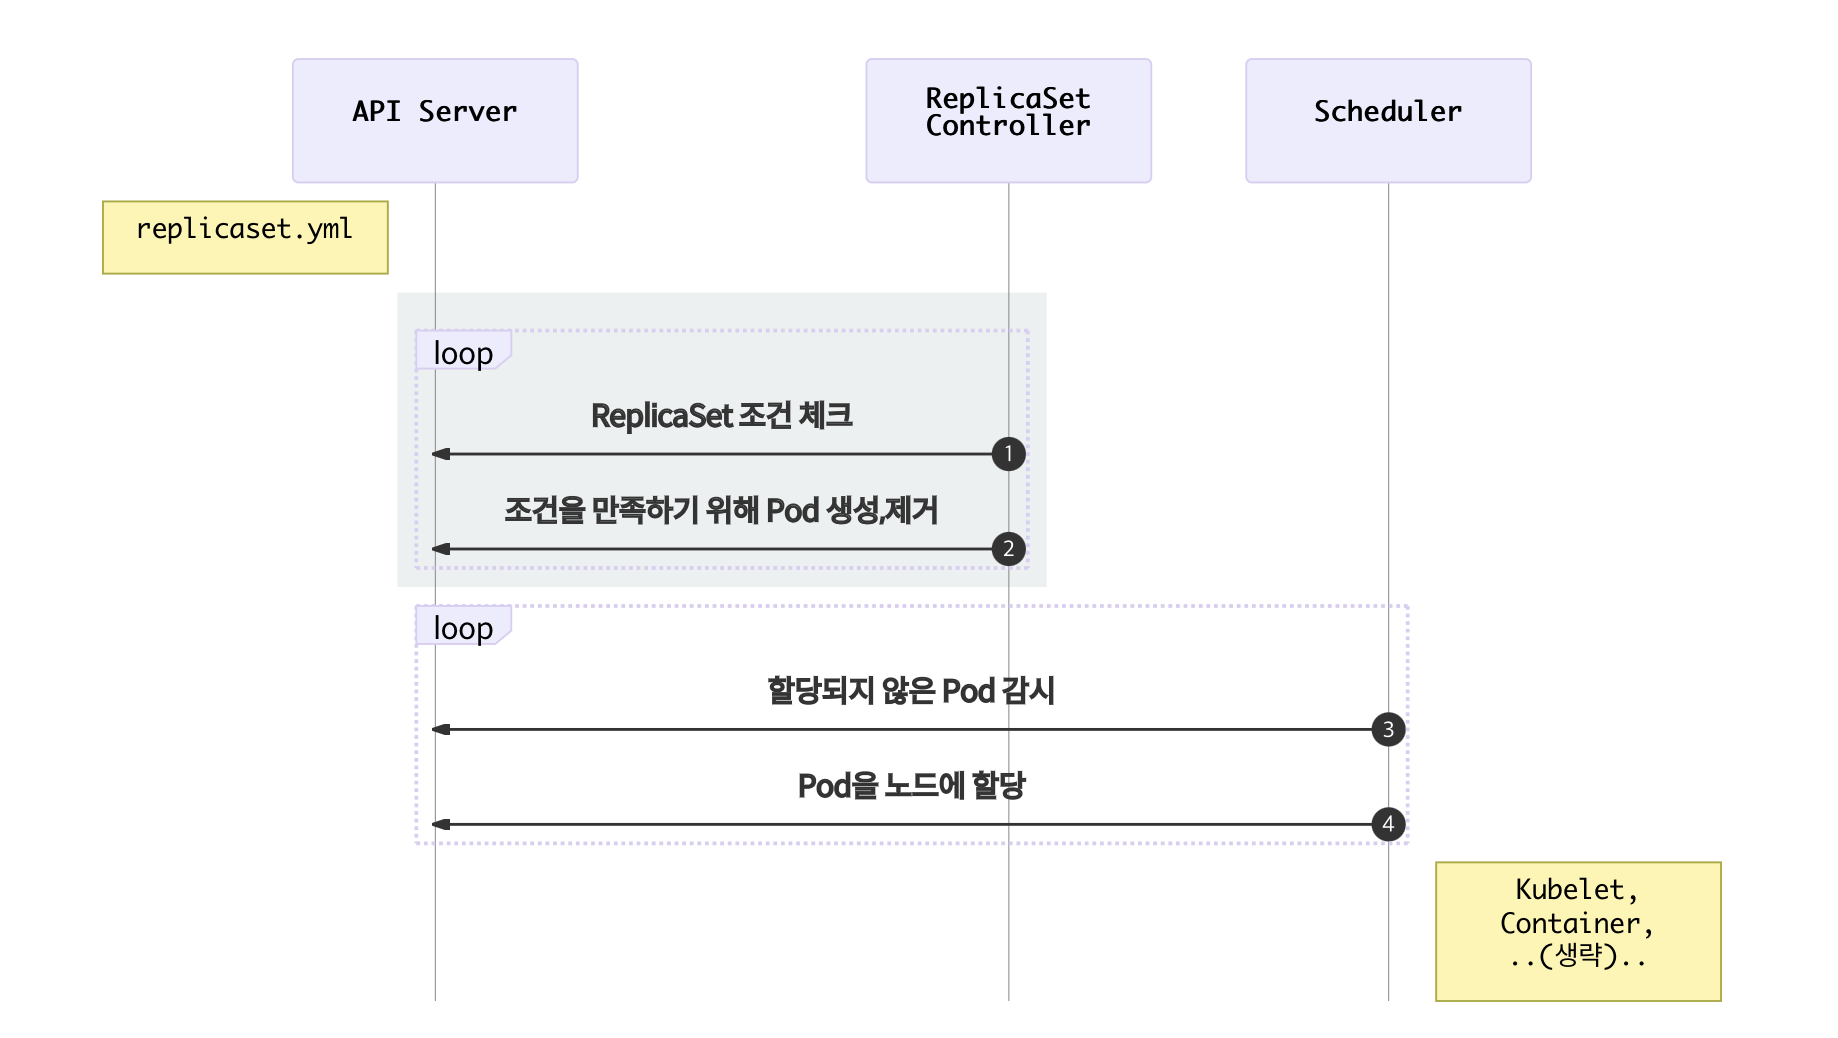 API Server
ReplicaSet
Controller
Scheduler
replicaset.yml
loop
ReplicaSet 조건 체크
1
조건을 만족하기 위해 Pod 생성,제거
2
loop
할당되지 않은 Pod 감시
3
Pod을 노드에 할당
4
Kubelet,
Container,
..(생략)..